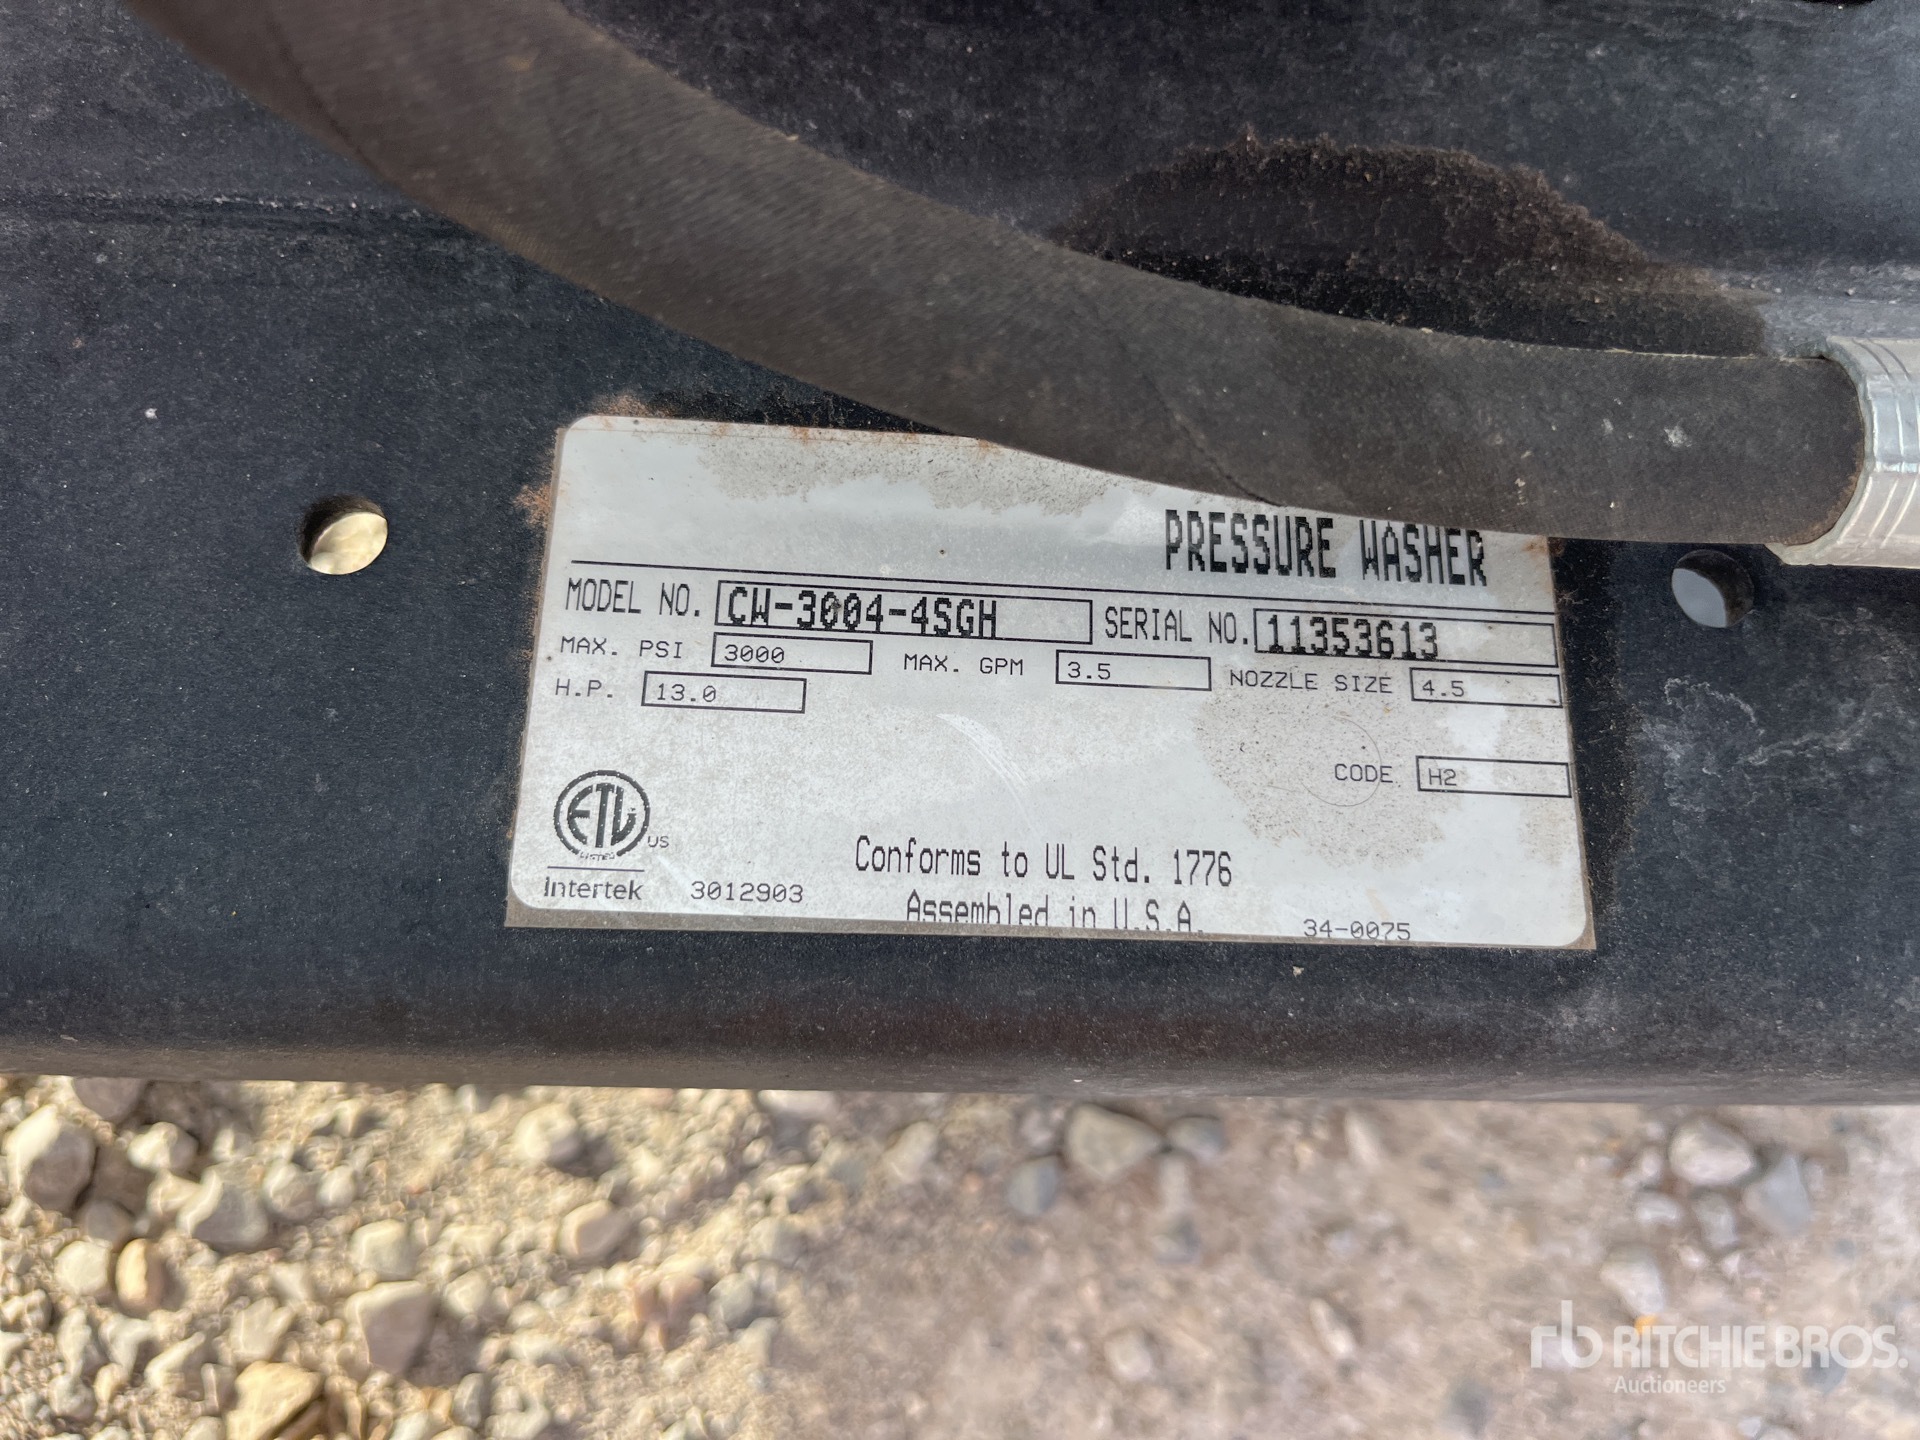 PRESSURE WASHER
MODEL NO. CW-3004-4SGH SERIAL NO. 11353613
MAX. PSI 3000 MAX. GPM 3.5 NOZZLE SIZE 4.5
H.P. 13.0
CODE H2
ETL US
LISTED
Intertek 3012903
Conforms to UL Std. 1776
Assembled in U.S.A.
34-0075
rb RITCHIE BROS.
Auctioneers